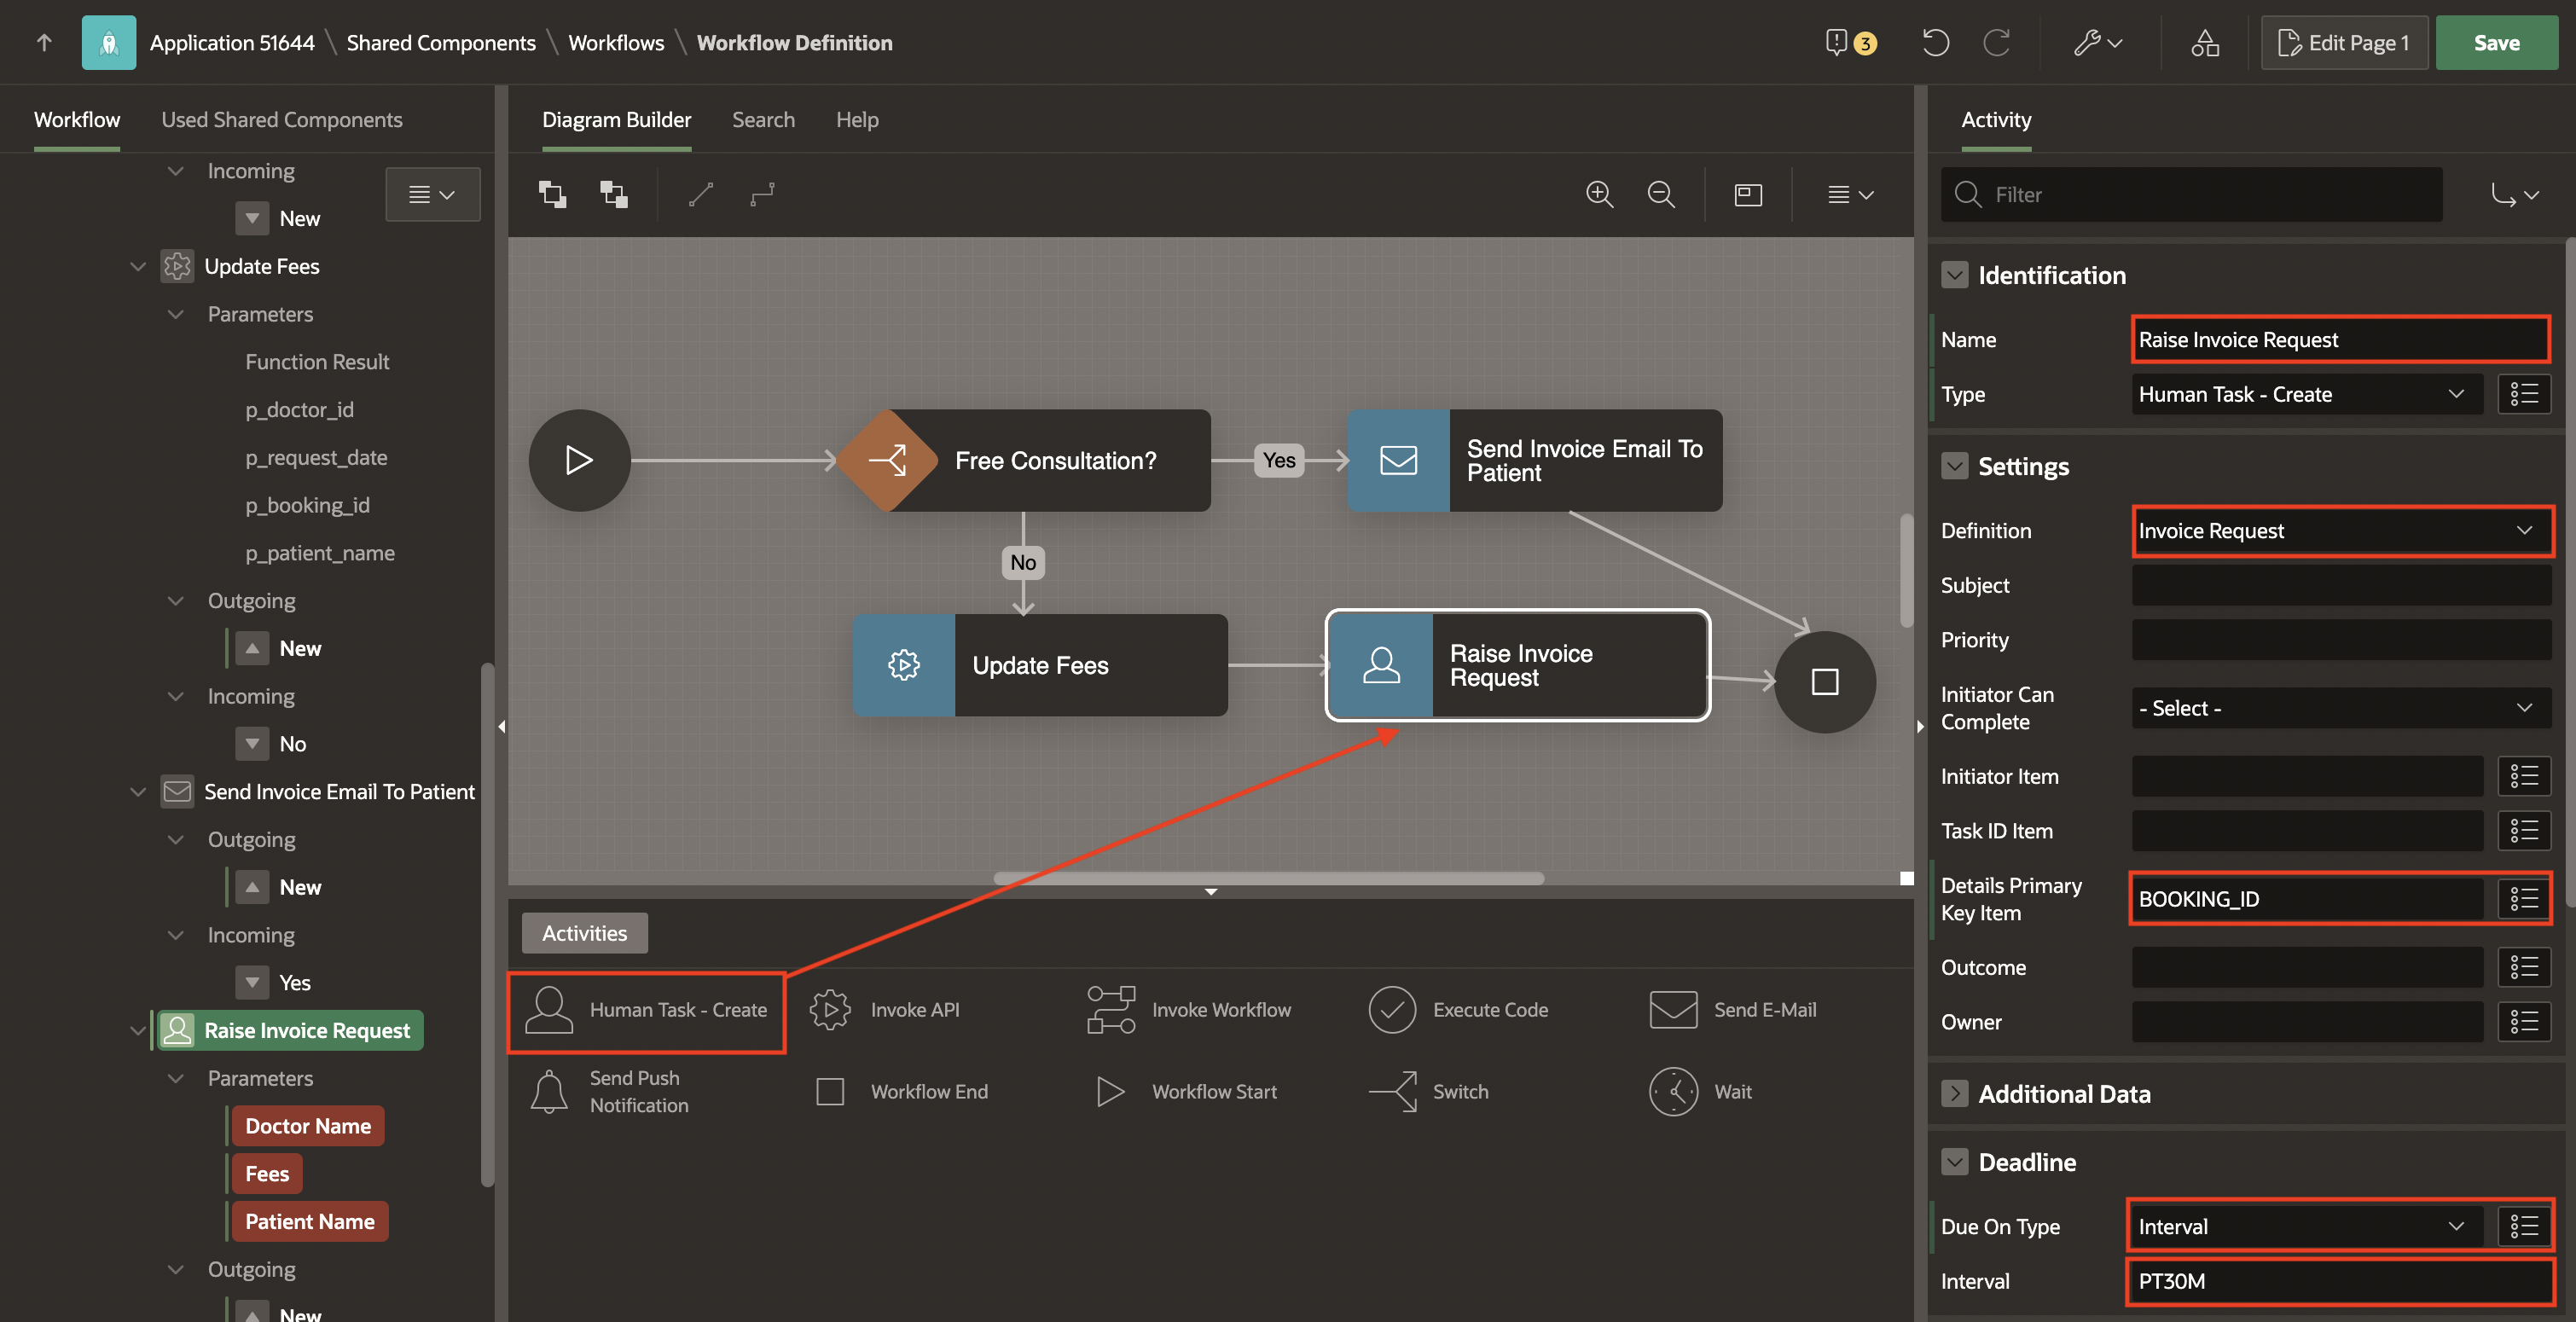 Application 51644 \ Shared Components \ Workflows \ Workflow Definition
3
Edit Page 1
Save
Workflow
Used Shared Components
Incoming
New
Update Fees
Parameters
Function Result
p_doctor_id
p_request_date
p_booking_id
p_patient_name
Outgoing
New
Incoming
No
Send Invoice Email To Patient
Outgoing
New
Incoming
Yes
Raise Invoice Request
Parameters
Doctor Name
Fees
Patient Name
Outgoing
New
Diagram Builder
Search
Help
Free Consultation?
Yes
Send Invoice Email To
Patient
No
Update Fees
Raise Invoice
Request
Activities
Human Task - Create
Invoke API
Invoke Workflow
Execute Code
Send E-Mail
Send Push
Notification
Workflow End
Workflow Start
Switch
Wait
Activity
Filter
Identification
Name
Raise Invoice Request
Type
Human Task - Create
Settings
Definition
Invoice Request
Subject
Priority
Initiator Can
Complete
- Select -
Initiator Item
Task ID Item
Details Primary
Key Item
BOOKING_ID
Outcome
Owner
Additional Data
Deadline
Due On Type
Interval
Interval
PT30M